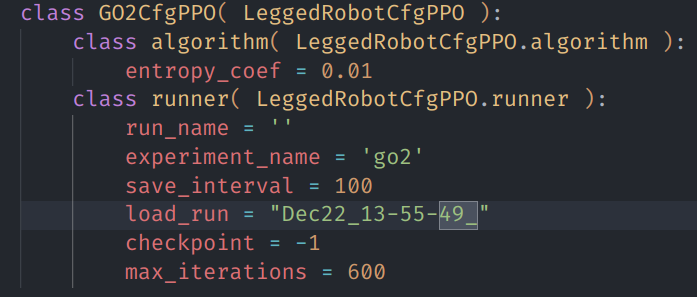 class GO2CfgPPO( LeggedRobotCfgPPO ):
    class algorithm( LeggedRobotCfgPPO.algorithm ):
        entropy_coef = 0.01
    class runner( LeggedRobotCfgPPO.runner ):
        run_name = ''
        experiment_name = 'go2'
        save_interval = 100
        load_run = "Dec22_13-55-49_"
        checkpoint = -1
        max_iterations = 600